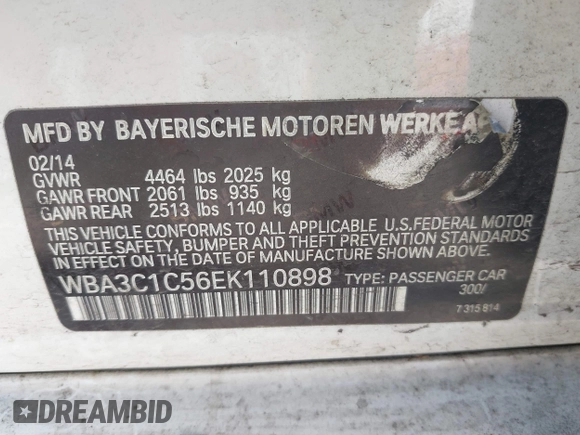 MFD BY BAYERISCHE MOTOREN WERKE A
02/14
GVWR 4464 lbs 2025 kg
GAWR FRONT 2061 lbs 935 kg
GAWR REAR 2513 lbs 1140 kg
THIS VEHICLE CONFORMS TO ALL APPLICABLE U.S.FEDERAL MOTOR
VEHICLE SAFETY, BUMPER AND THEFT PREVENTION STANDARDS
IN EFFECT ON THE DATE OF MANUFACTURE SHOWN ABOVE.
WBA3C1C56EK110898 TYPE: PASSENGER CAR
300/
7 315 814
DREAMBID